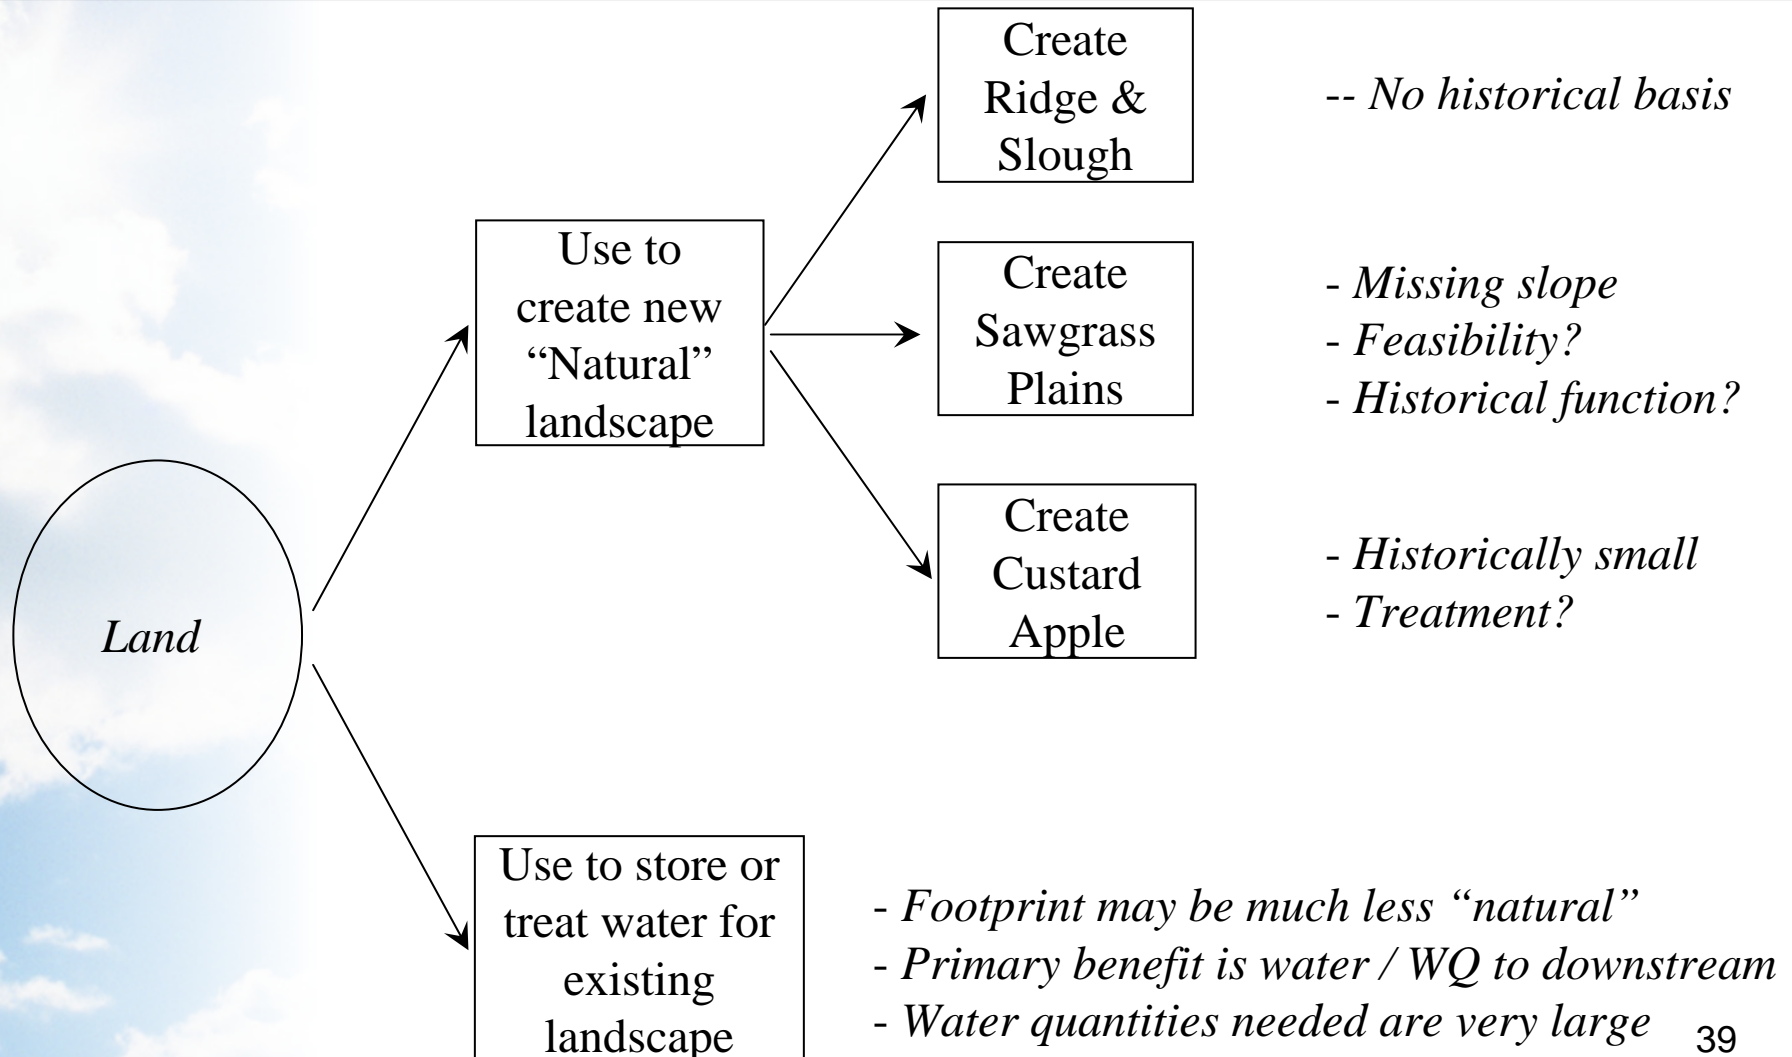 Land
Use to
create new
“Natural”
landscape
Create
Ridge &
Slough
-- No historical basis
Create
Sawgrass
Plains
- Missing slope
- Feasibility?
- Historical function?
Create
Custard
Apple
- Historically small
- Treatment?
Use to store or
treat water for
existing
landscape
- Footprint may be much less “natural”
- Primary benefit is water / WQ to downstream
- Water quantities needed are very large
39